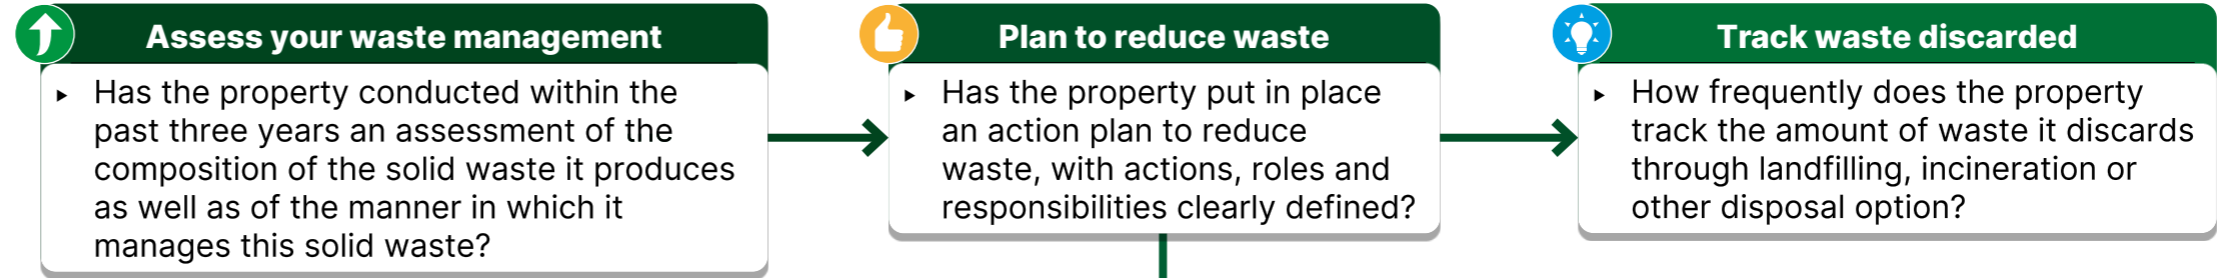 Assess your waste management
‣ Has the property conducted within the
past three years an assessment of the
composition of the solid waste it produces
as well as of the manner in which it
manages this solid waste?
Plan to reduce waste
‣ Has the property put in place
an action plan to reduce
waste, with actions, roles and
responsibilities clearly defined?
Track waste discarded
‣ How frequently does the property
track the amount of waste it discards
through landfilling, incineration or
other disposal option?